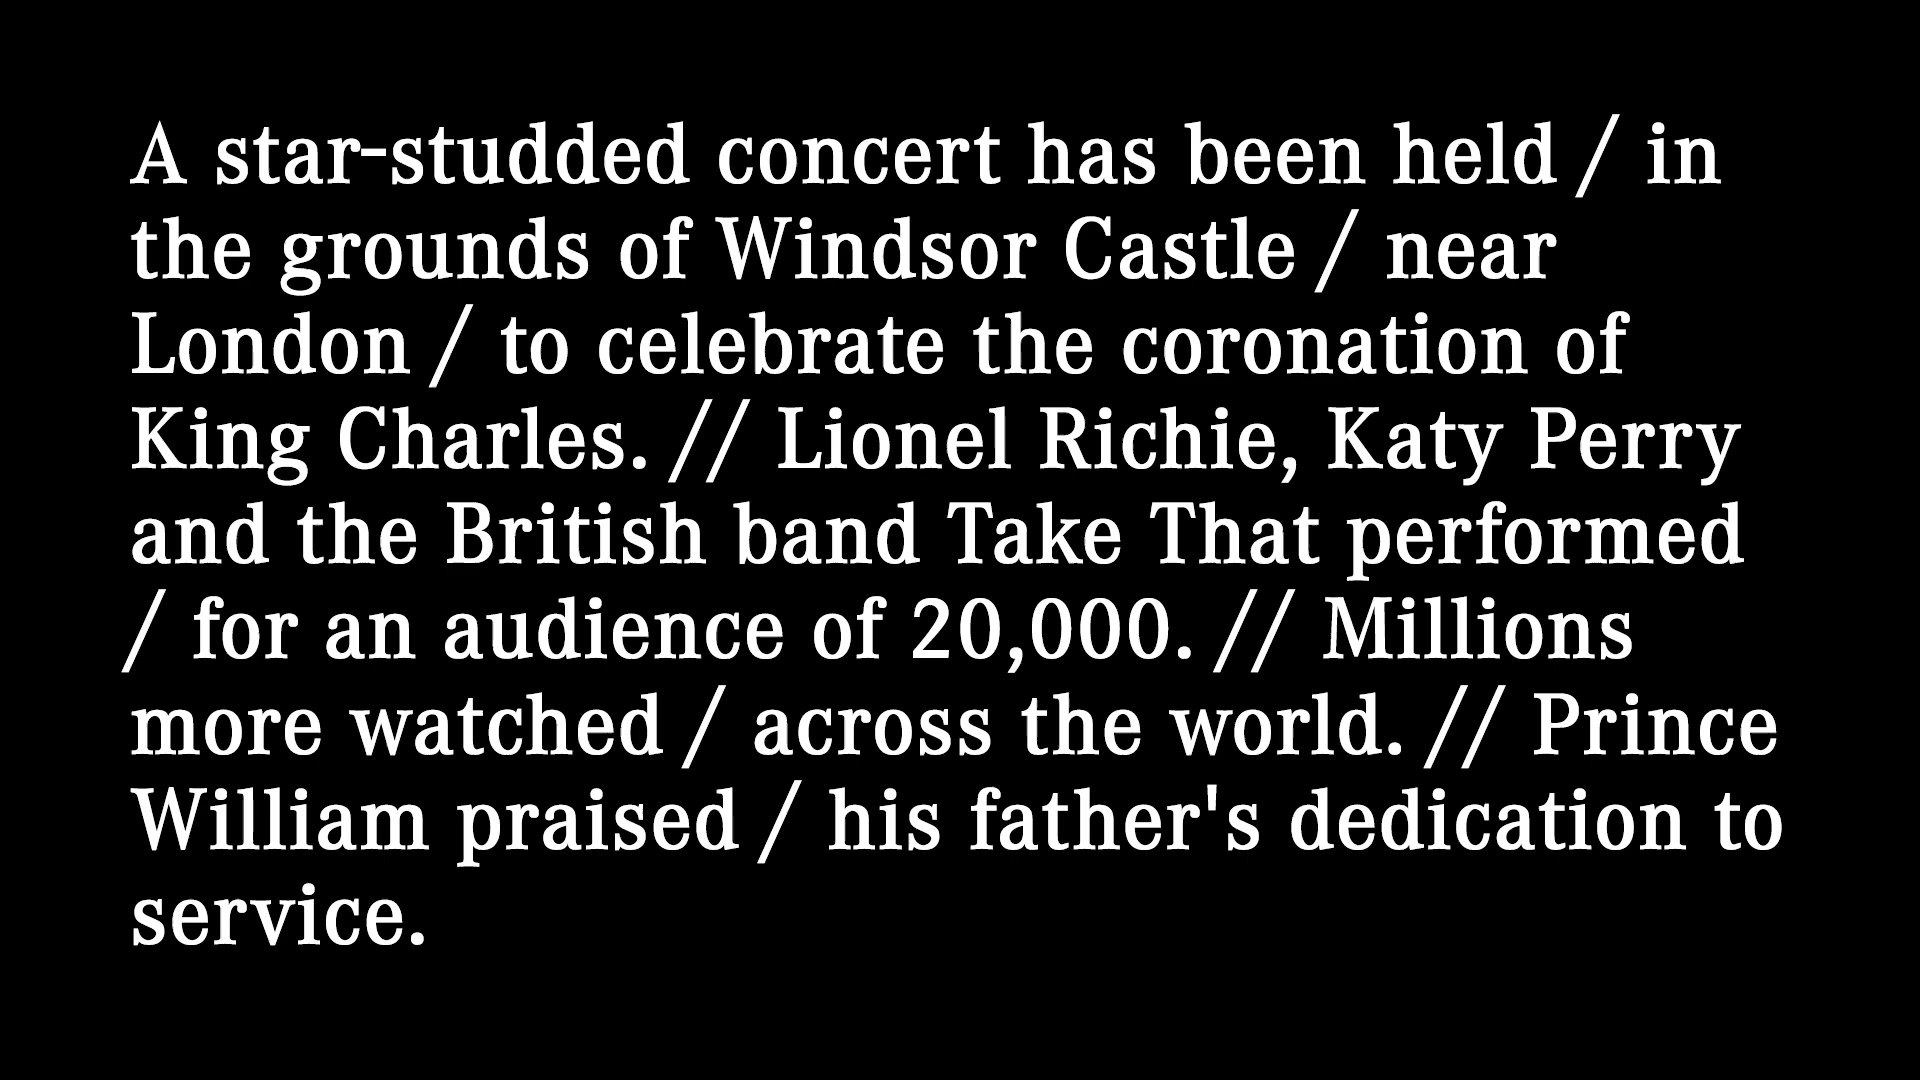 A star-studded concert has been held / in
the grounds of Windsor Castle / near
London / to celebrate the coronation of
King Charles. // Lionel Richie, Katy Perry
and the British band Take That performed
/ for an audience of 20,000. // Millions
more watched / across the world. // Prince
William praised / his father's dedication to
service.